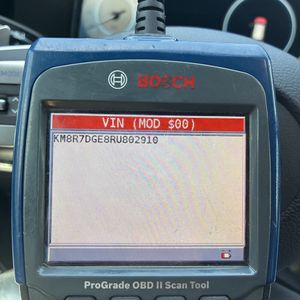 BOSCH
VIN (MOD $00)
KM8R7DGE8RU802910
ProGrade OBD II Scan Tool